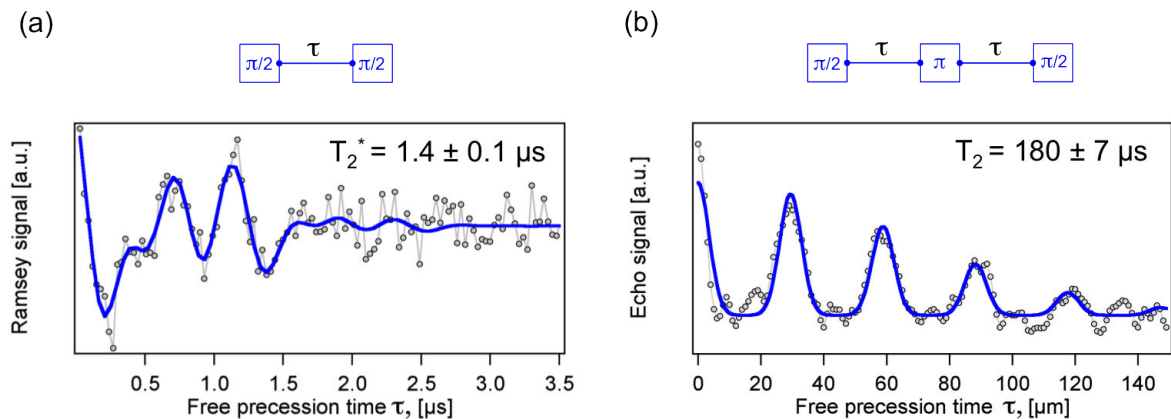 (a)
π/2 τ π/2
Ramsey signal [a.u.]
T2* = 1.4 ± 0.1 µs
0.5 1.0 1.5 2.0 2.5 3.0 3.5
Free precession time τ, [µs]
(b)
π/2 τ π τ π/2
Echo signal [a.u.]
T2 = 180 ± 7 µs
0 20 40 60 80 100 120 140
Free precession time τ, [µm]